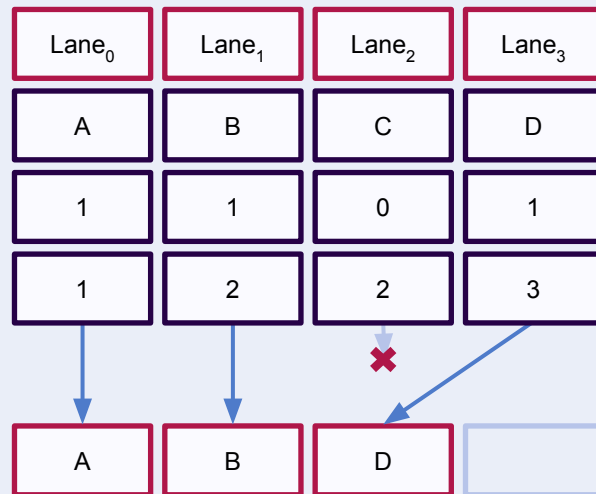 Lane₀ Lane₁ Lane₂ Lane₃
A B C D
1 1 0 1
1 2 2 3
A B D